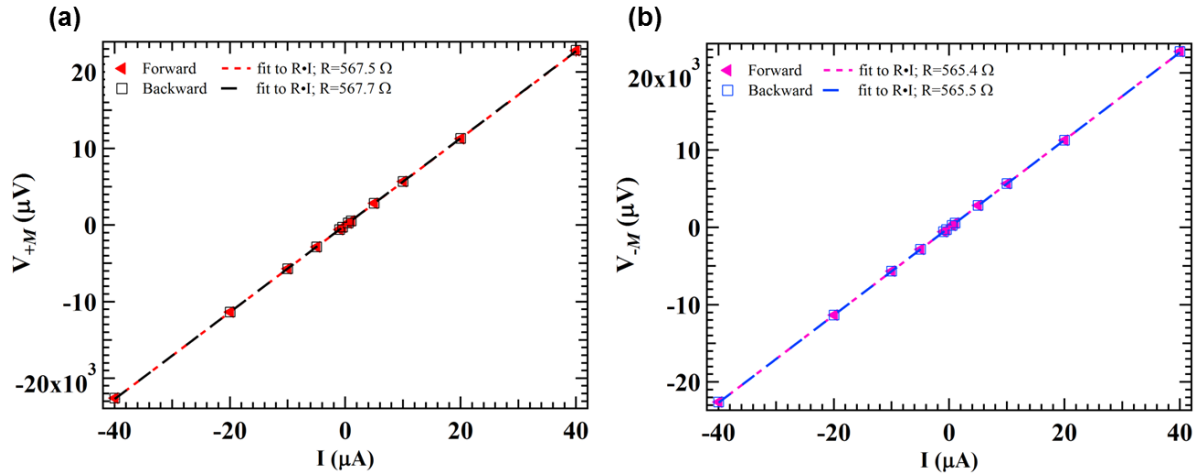 (a)
22
10
0
-10
-20x10³
V+M (μV)
Forward
Backward
fit to R•I; R=567.5 Ω
fit to R•I; R=567.7 Ω
-40
-20
0
20
40
I (μA)
(b)
20x10³
10
0
-10
-20
V-M (μV)
Forward
Backward
fit to R•I; R=565.4 Ω
fit to R•I; R=565.5 Ω
-40
-20
0
20
40
I (μA)